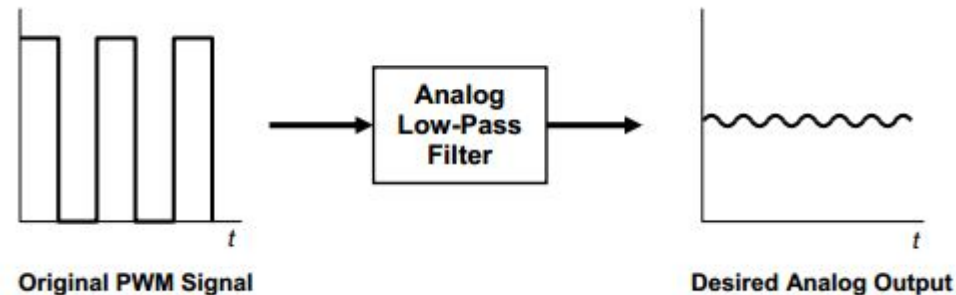 Analog
Low-Pass
Filter
t
t
Original PWM Signal
Desired Analog Output